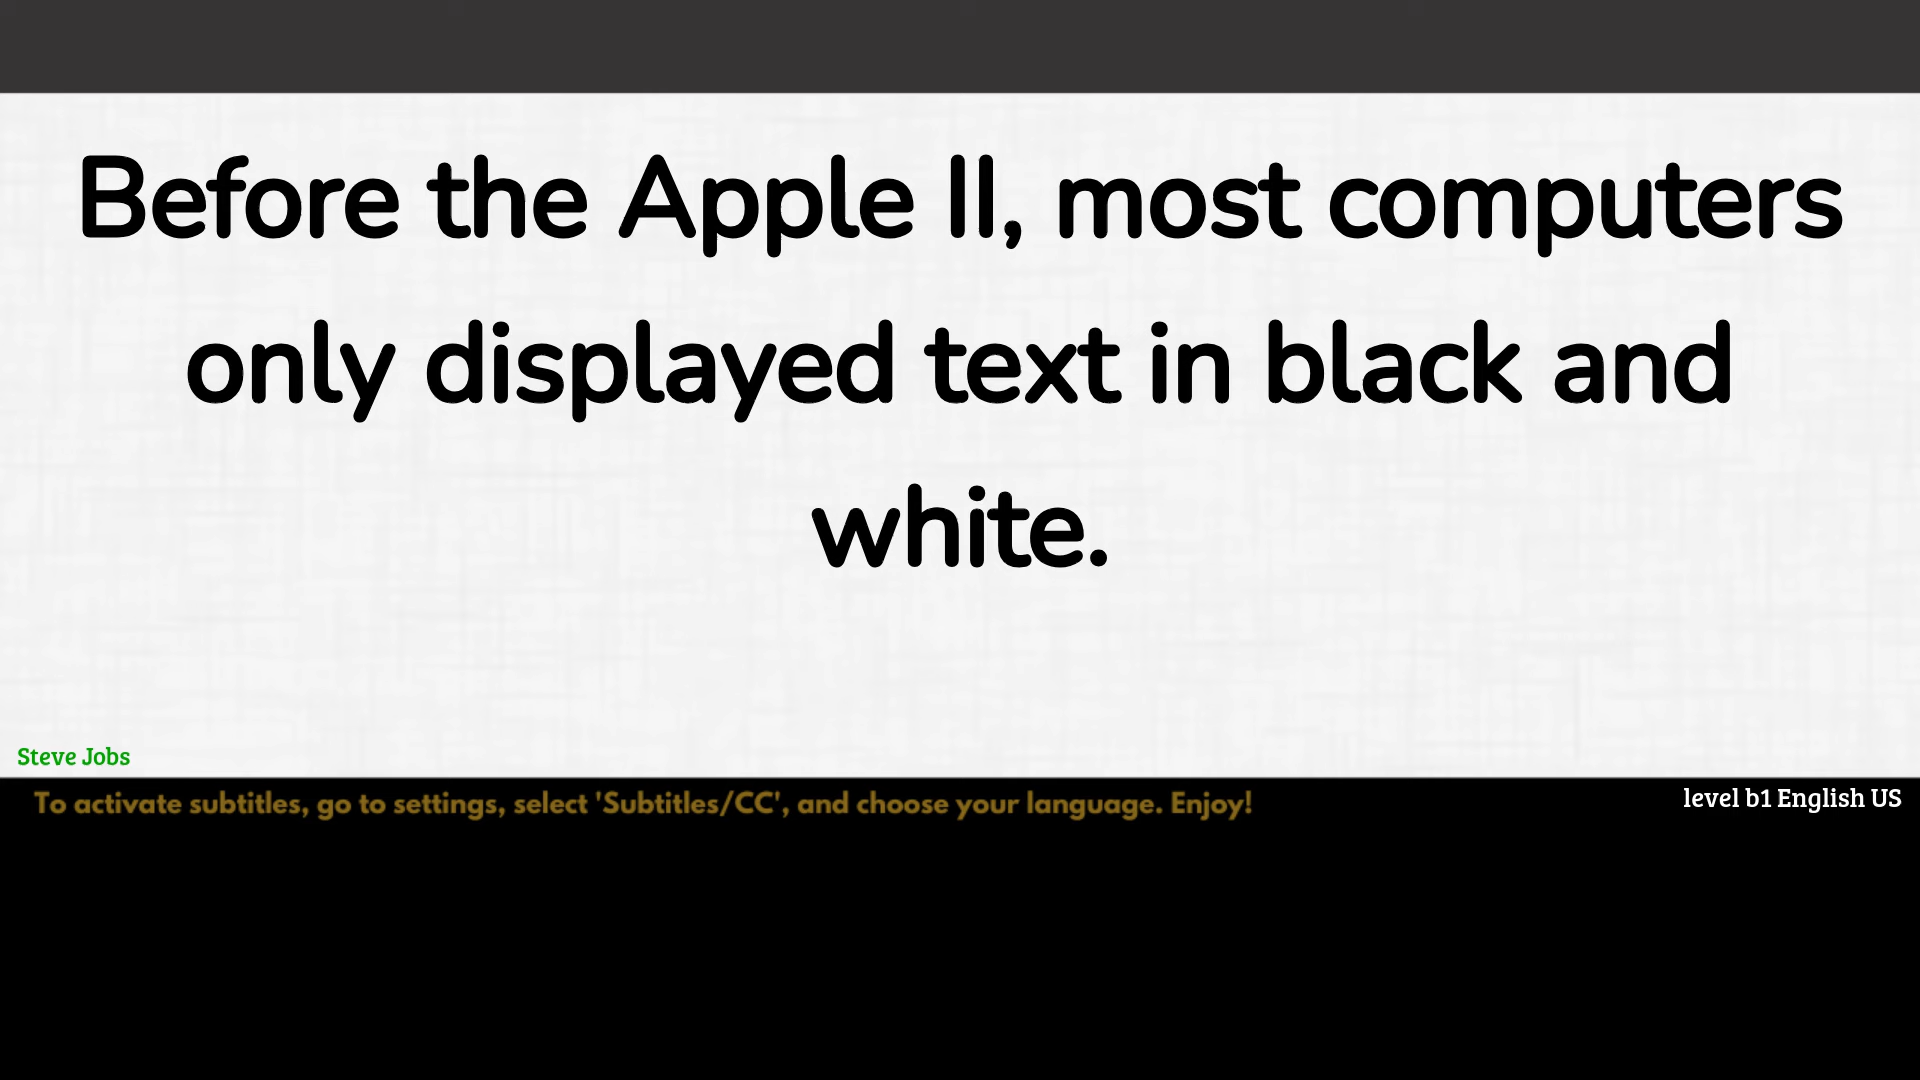 Before the Apple II, most computers
only displayed text in black and
white.
Steve Jobs
To activate subtitles, go to settings, select 'Subtitles/CC', and choose your language. Enjoy!
level b1 English US